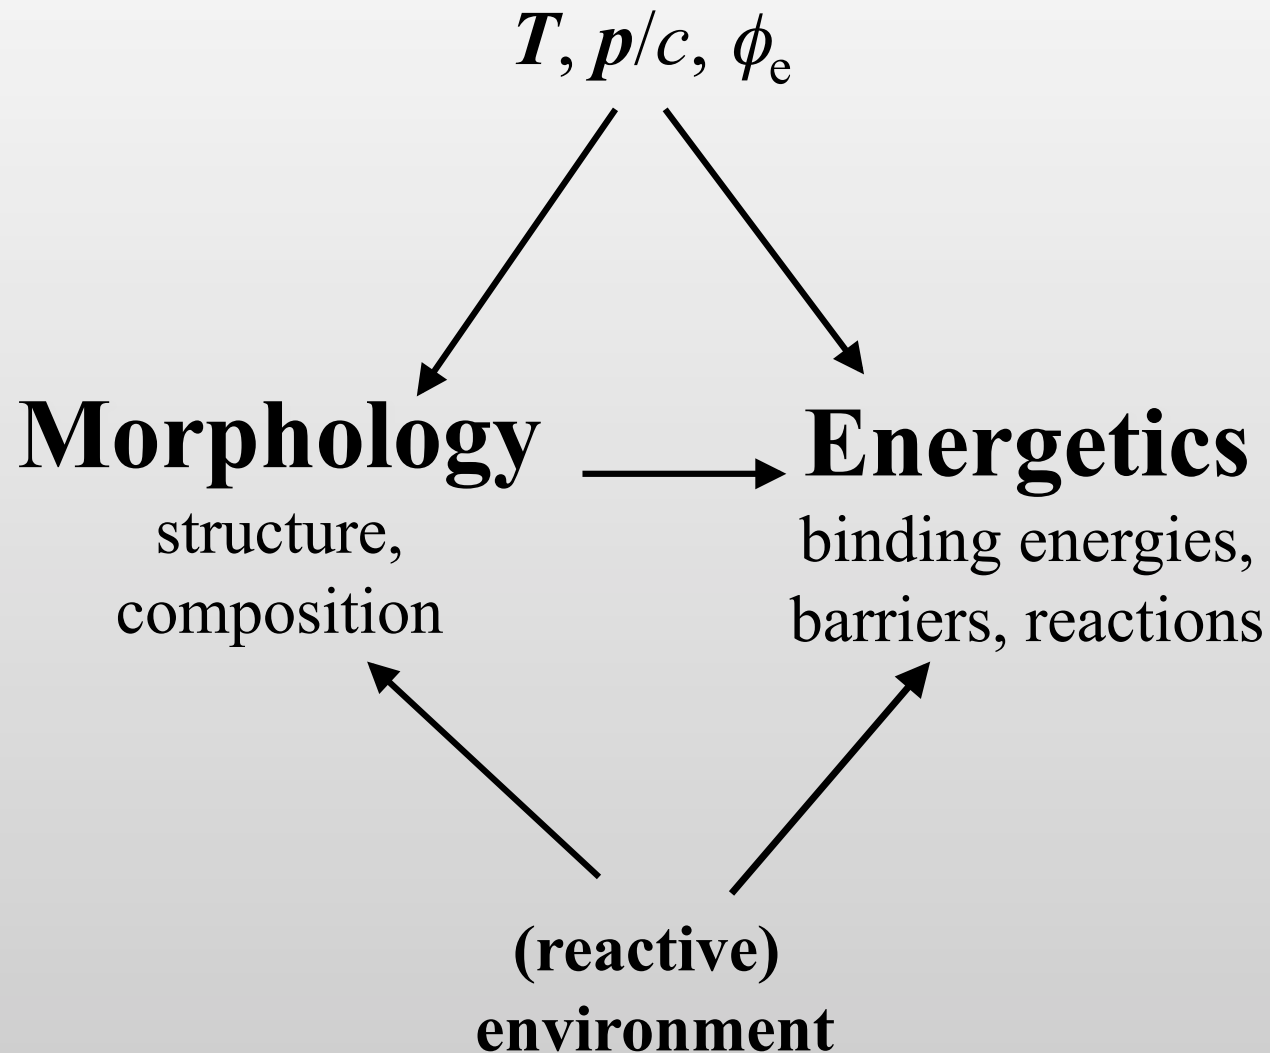 T, p/c, ϕe
Morphology
structure,
composition
Energetics
binding energies,
barriers, reactions
(reactive)
environment